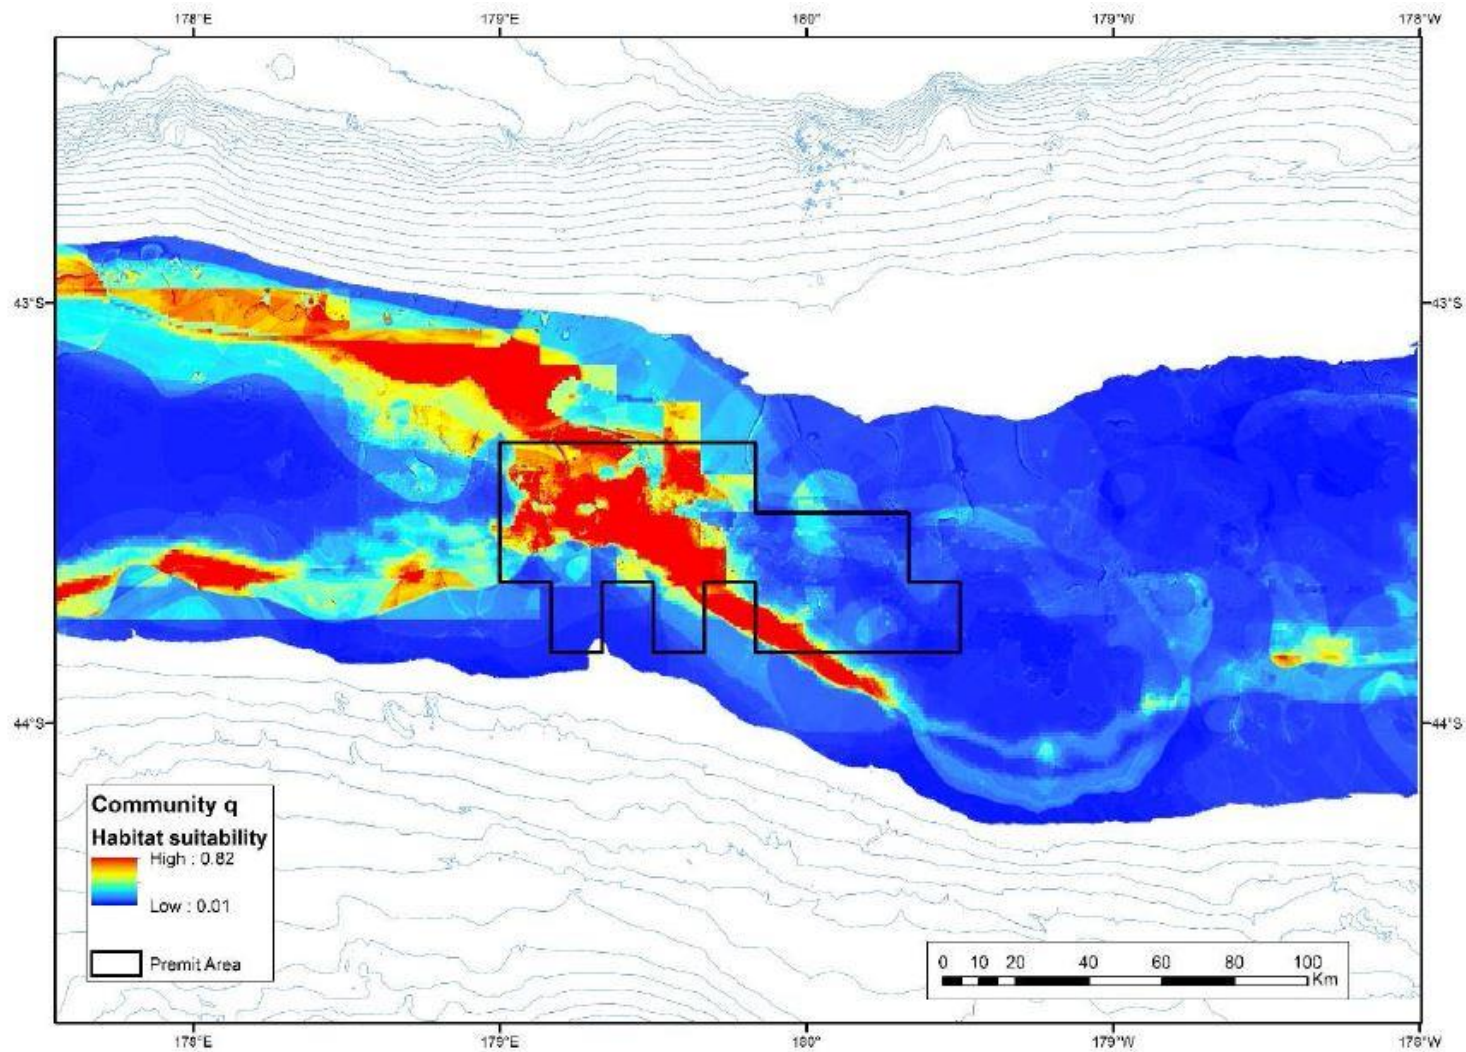 178°E 179°E 180° 179°W 178°W
43°S 43°S
44°S 44°S
Community q
Habitat suitability
High : 0.82
Low : 0.01
Premit Area
0 10 20 40 60 80 100
Km
178°E 179°E 180° 179°W 178°W